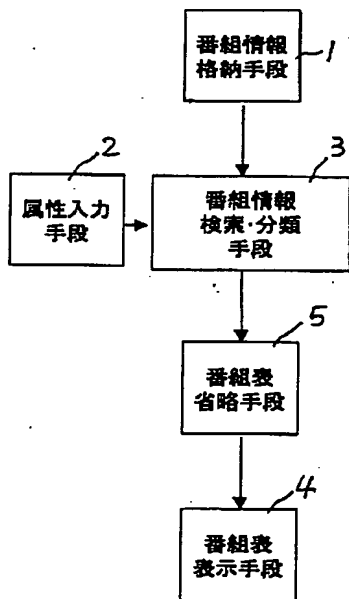 番組情報
格納手段
1
2
属性入力
手段
3
番組情報
検索・分類
手段
5
番組表
省略手段
4
番組表
表示手段